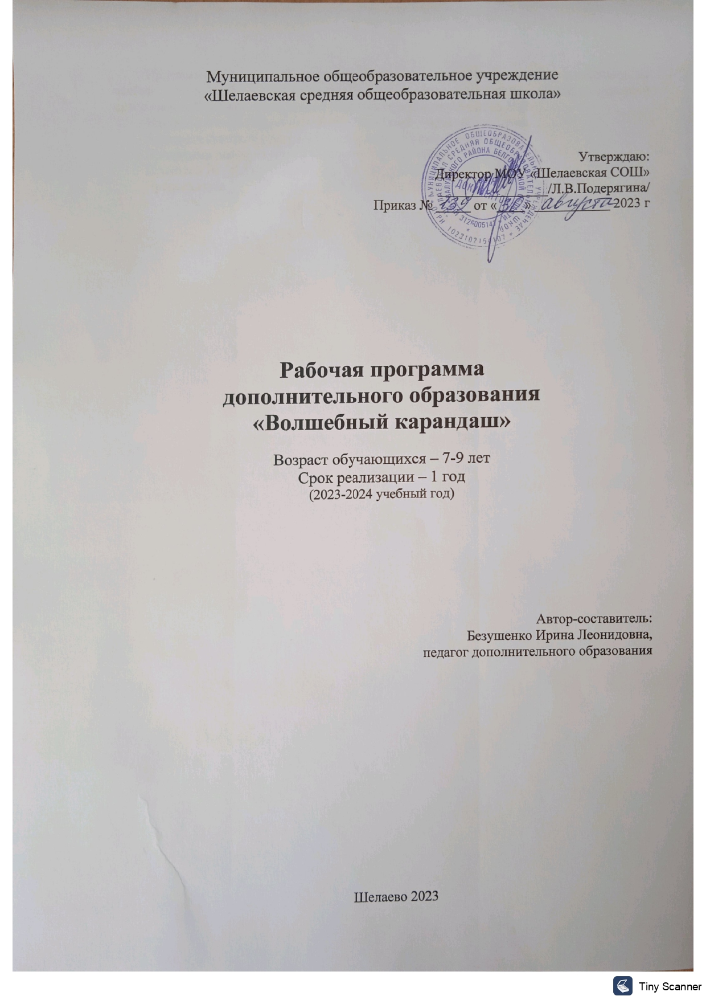 Муниципальное общеобразовательное учреждение
«Шелаевская средняя общеобразовательная школа»
Утверждаю:
Директор МОУ «Шелаевская СОШ»
/Л.В.Подерягина/
Приказ № 139 от « » августа 2023 г
Рабочая программа
дополнительного образования
«Волшебный карандаш»
Возраст обучающихся – 7-9 лет
Срок реализации – 1 год
(2023-2024 учебный год)
Автор-составитель:
Безушенко Ирина Леонидовна,
педагог дополнительного образования
Шелаево 2023
Tiny Scanner